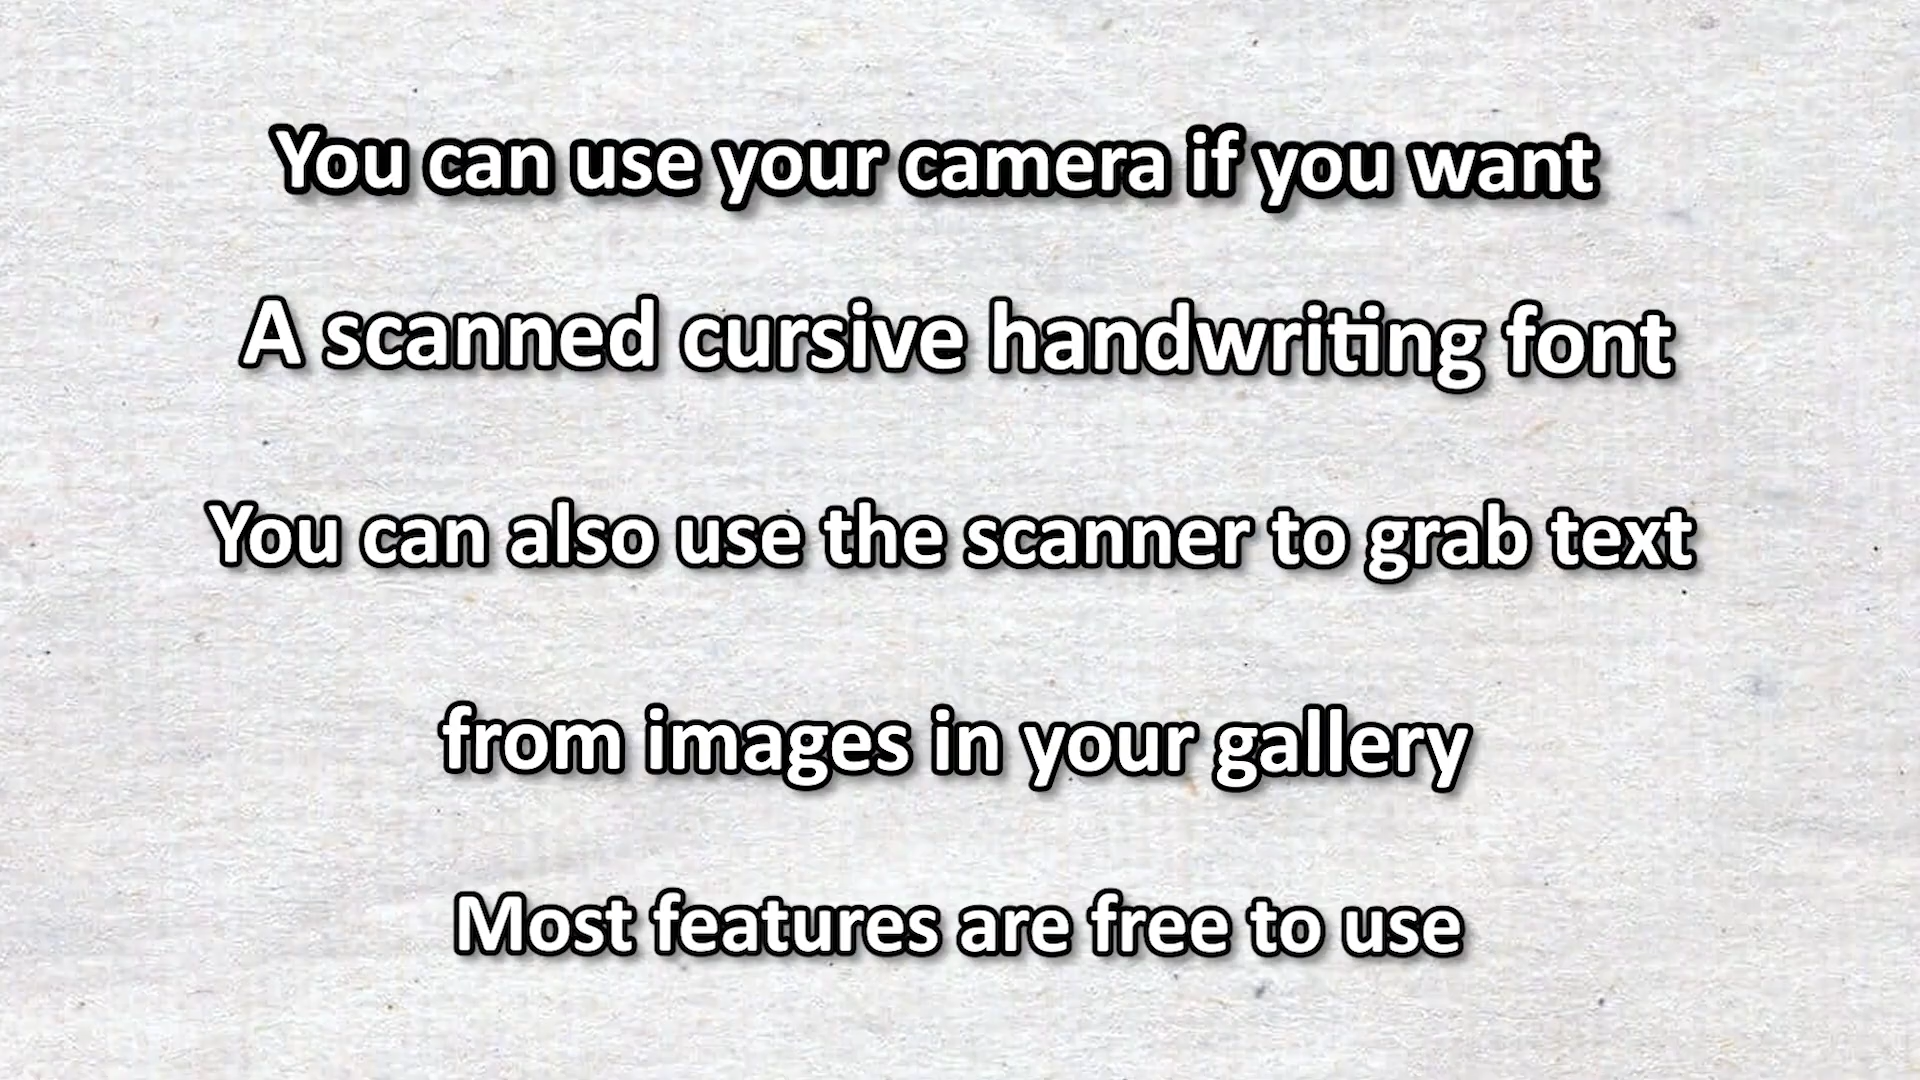 You can use your camera if you want
A scanned cursive handwriting font
You can also use the scanner to grab text
from images in your gallery
Most features are free to use